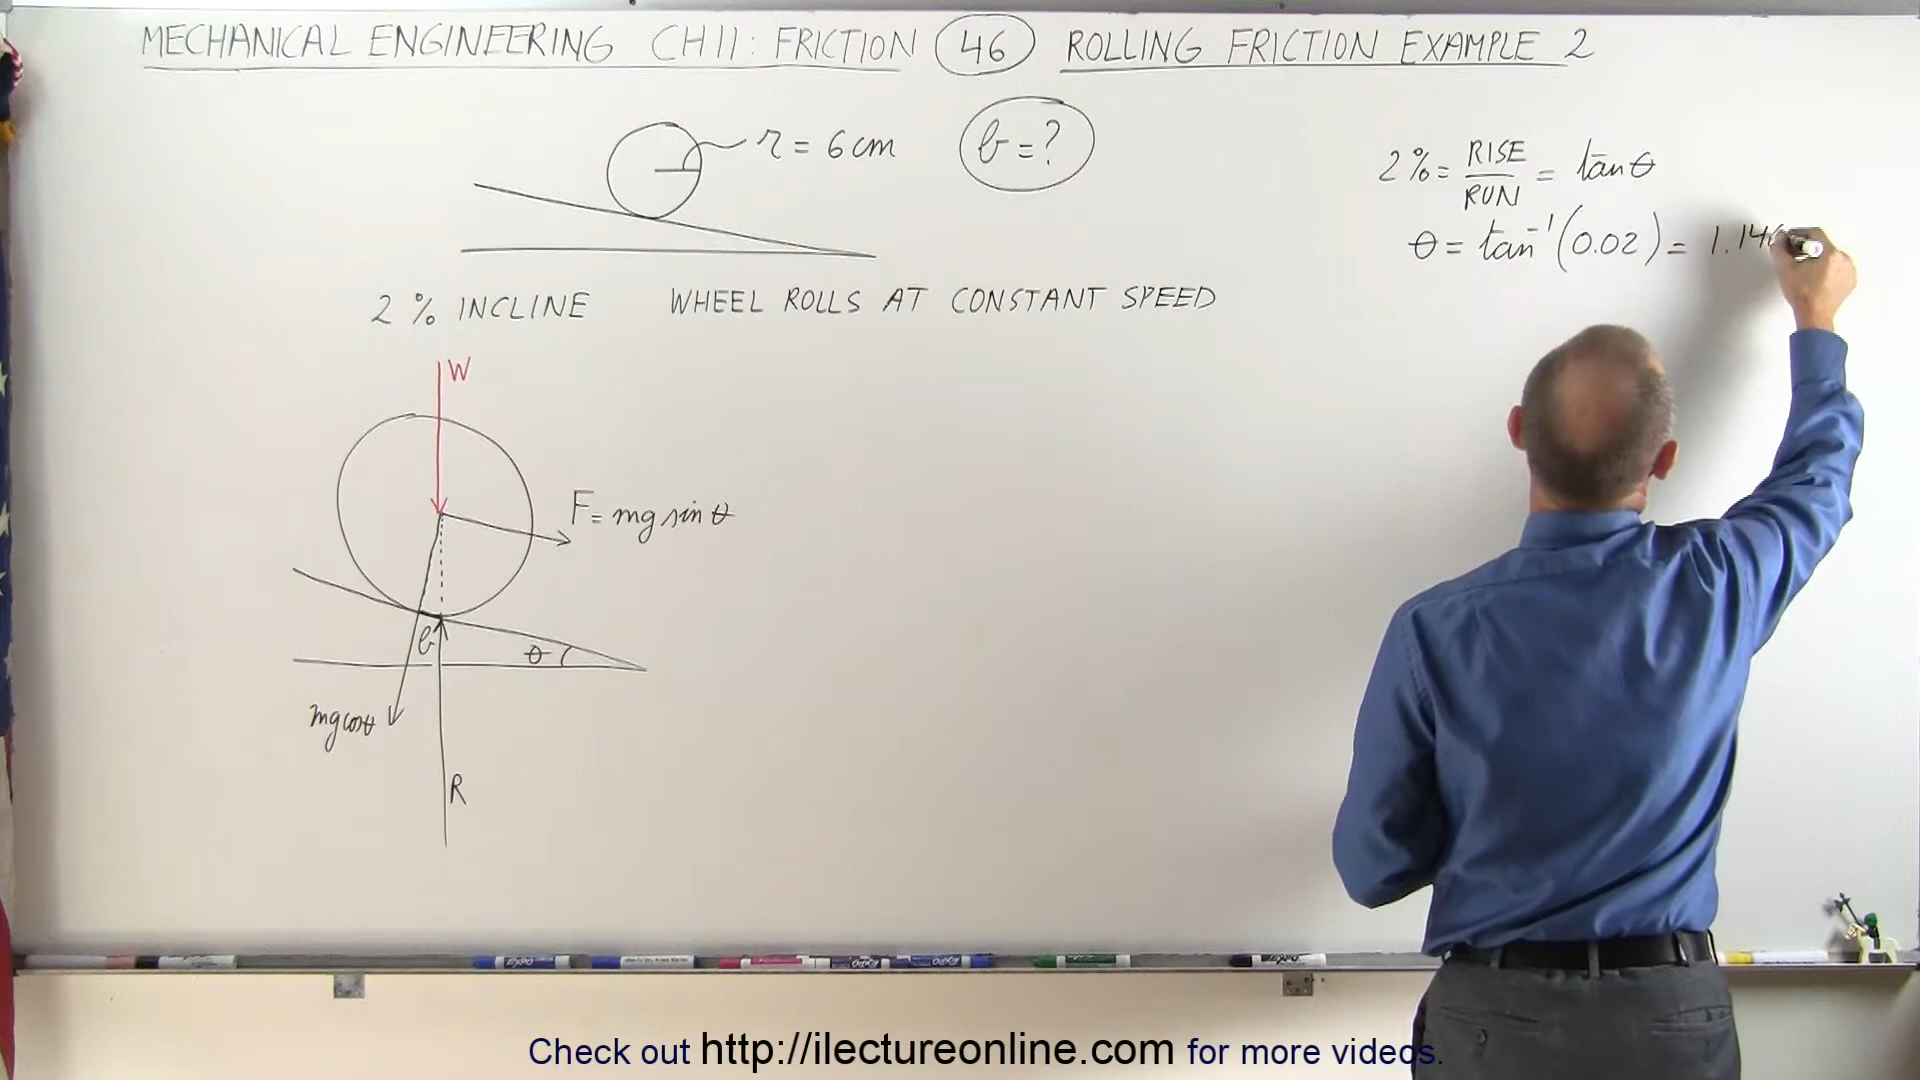 MECHANICAL ENGINEERING CH 11: FRICTION 46 ROLLING FRICTION EXAMPLE 2
r = 6 cm
b = ?
2% = RISE/RUN = tan θ
θ = tan⁻¹(0.02) = 1.14
2 % INCLINE WHEEL ROLLS AT CONSTANT SPEED
W
F = mg sin θ
b
θ
mg cos θ
R
Check out http://ilectureonline.com for more videos.